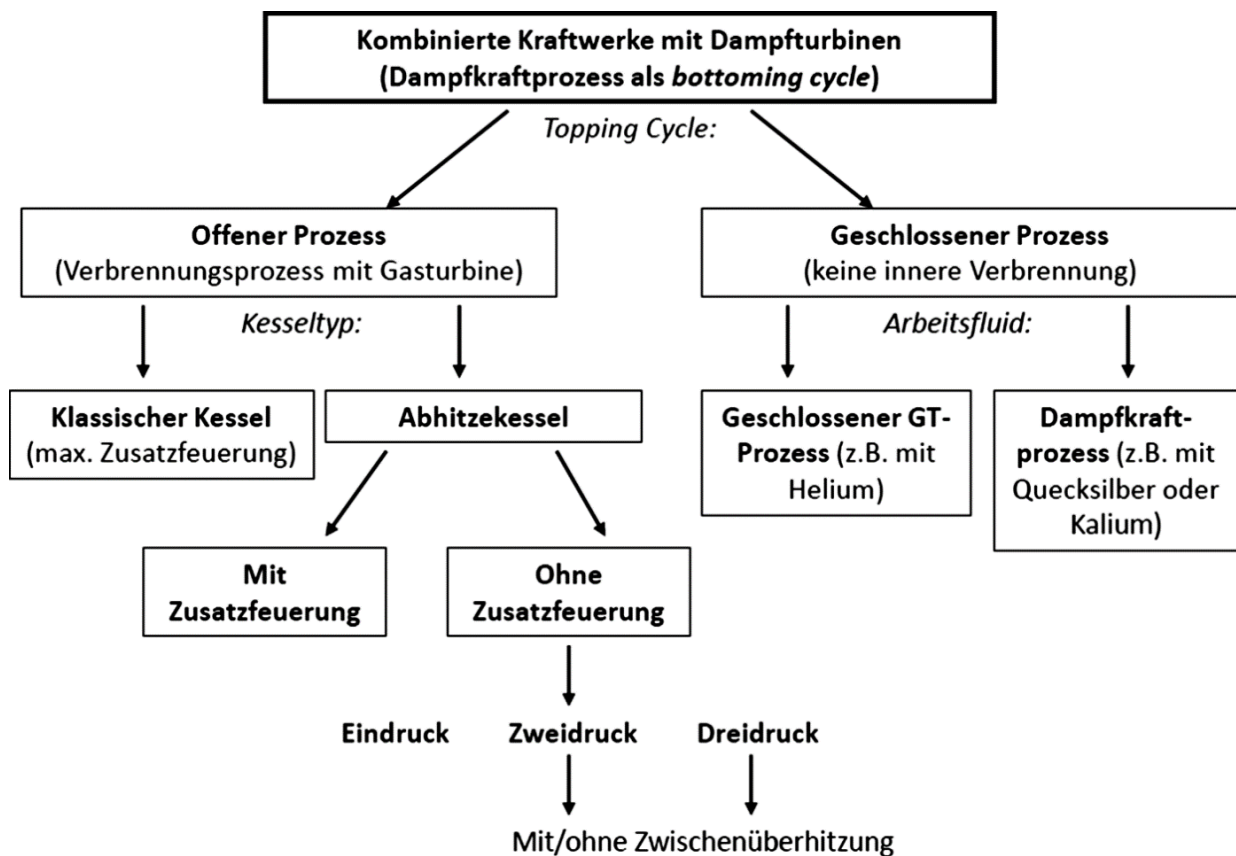 Kombinierte Kraftwerke mit Dampfturbinen
(Dampfkraftprozess als bottoming cycle)
Topping Cycle:
Offener Prozess
(Verbrennungsprozess mit Gasturbine)
Geschlossener Prozess
(keine innere Verbrennung)
Kesseltyp:
Arbeitsfluid:
Klassischer Kessel
(max. Zusatzfeuerung)
Abhitzekessel
Geschlossener GT-
Prozess (z.B. mit
Helium)
Dampfkraft-
prozess (z.B. mit
Quecksilber oder
Kalium)
Mit
Zusatzfeuerung
Ohne
Zusatzfeuerung
Eindruck
Zweidruck
Dreidruck
Mit/ohne Zwischenüberhitzung